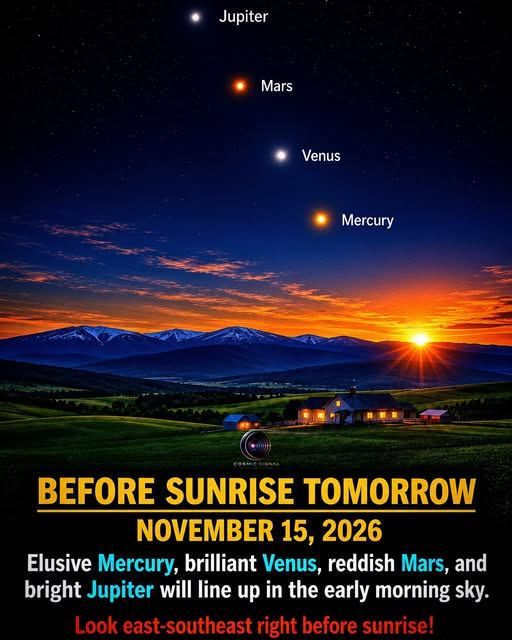 Jupiter
Mars
Venus
Mercury
COSMIC SIGNAL
BEFORE SUNRISE TOMORROW
NOVEMBER 15, 2026
Elusive Mercury, brilliant Venus, reddish Mars, and
bright Jupiter will line up in the early morning sky.
Look east-southeast right before sunrise!